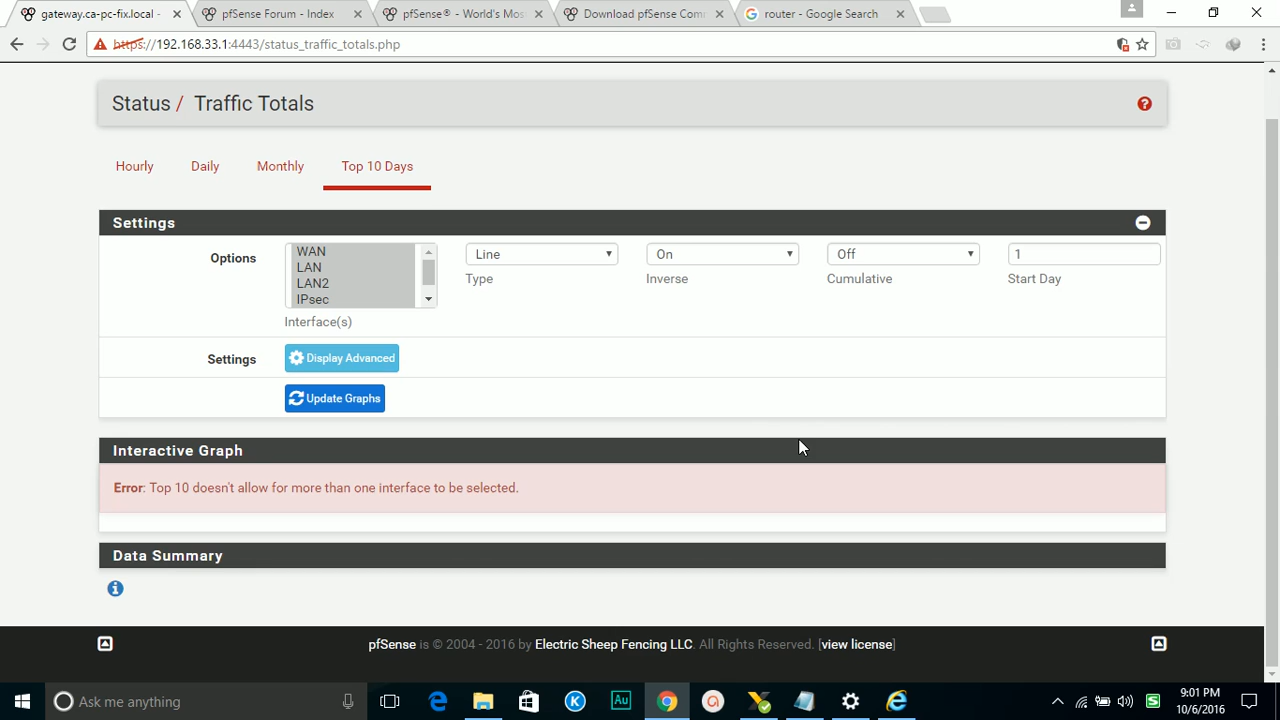 gateway.ca-pc-fix.local -
pfSense Forum - Index
pfSense® - World's Mos
Download pfSense Com
router - Google Search
https://192.168.33.1:4443/status_traffic_totals.php
Status / Traffic Totals
Hourly Daily Monthly Top 10 Days
Settings
Options
WAN
LAN
LAN2
IPsec
Interface(s)
Line
Type
On
Inverse
Off
Cumulative
1
Start Day
Settings Display Advanced
Update Graphs
Interactive Graph
Error: Top 10 doesn't allow for more than one interface to be selected.
Data Summary
pfSense is © 2004 - 2016 by Electric Sheep Fencing LLC. All Rights Reserved. [view license]
Ask me anything
Au
K
S
9:01 PM
10/6/2016